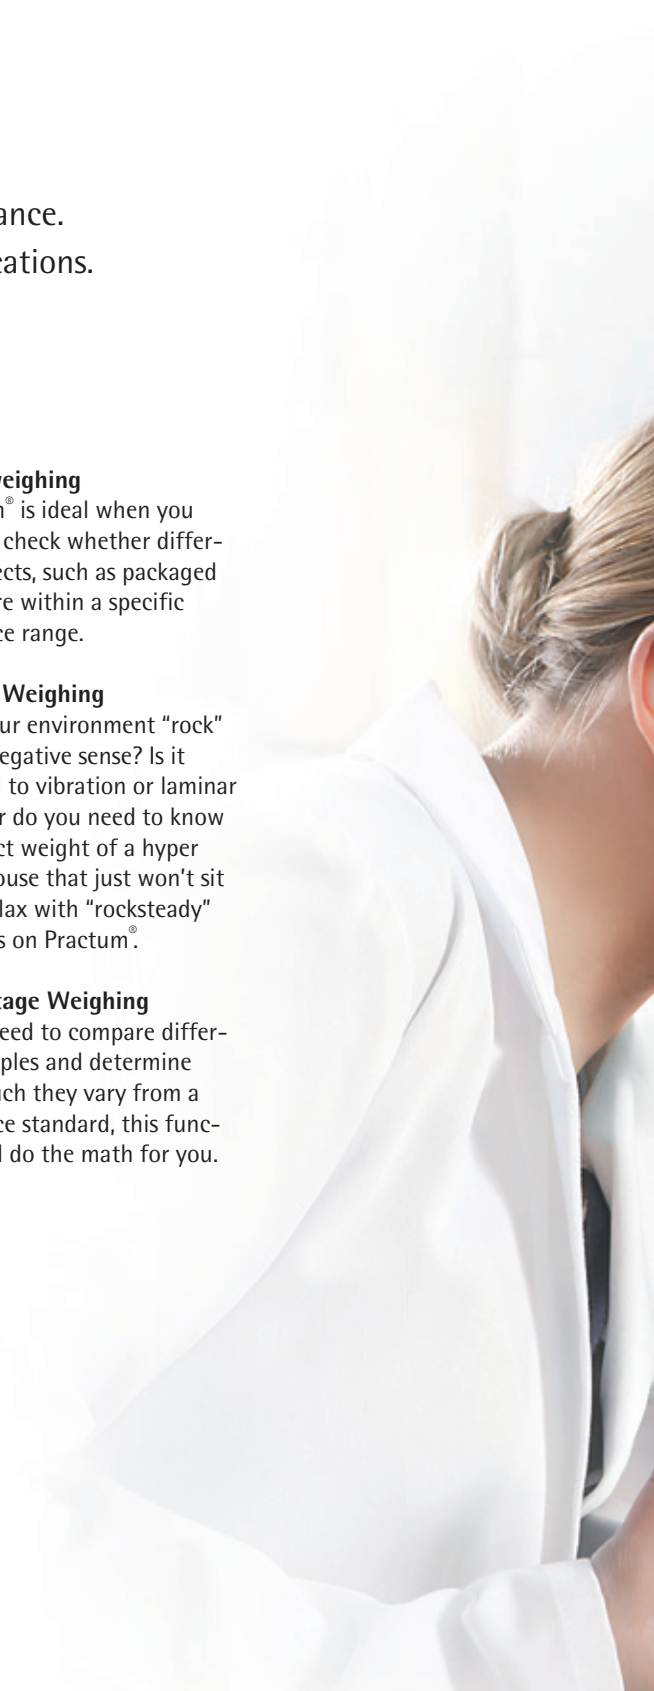 ance.
cations.
eighing
® is ideal when you
check whether differ-
ects, such as packaged
re within a specific
ce range.
Weighing
ur environment “rock”
egative sense? Is it
to vibration or laminar
r do you need to know
ct weight of a hyper
ouse that just won’t sit
lax with “rocksteady”
s on Practum®.
tage Weighing
eed to compare differ-
ples and determine
uch they vary from a
ce standard, this func-
l do the math for you.